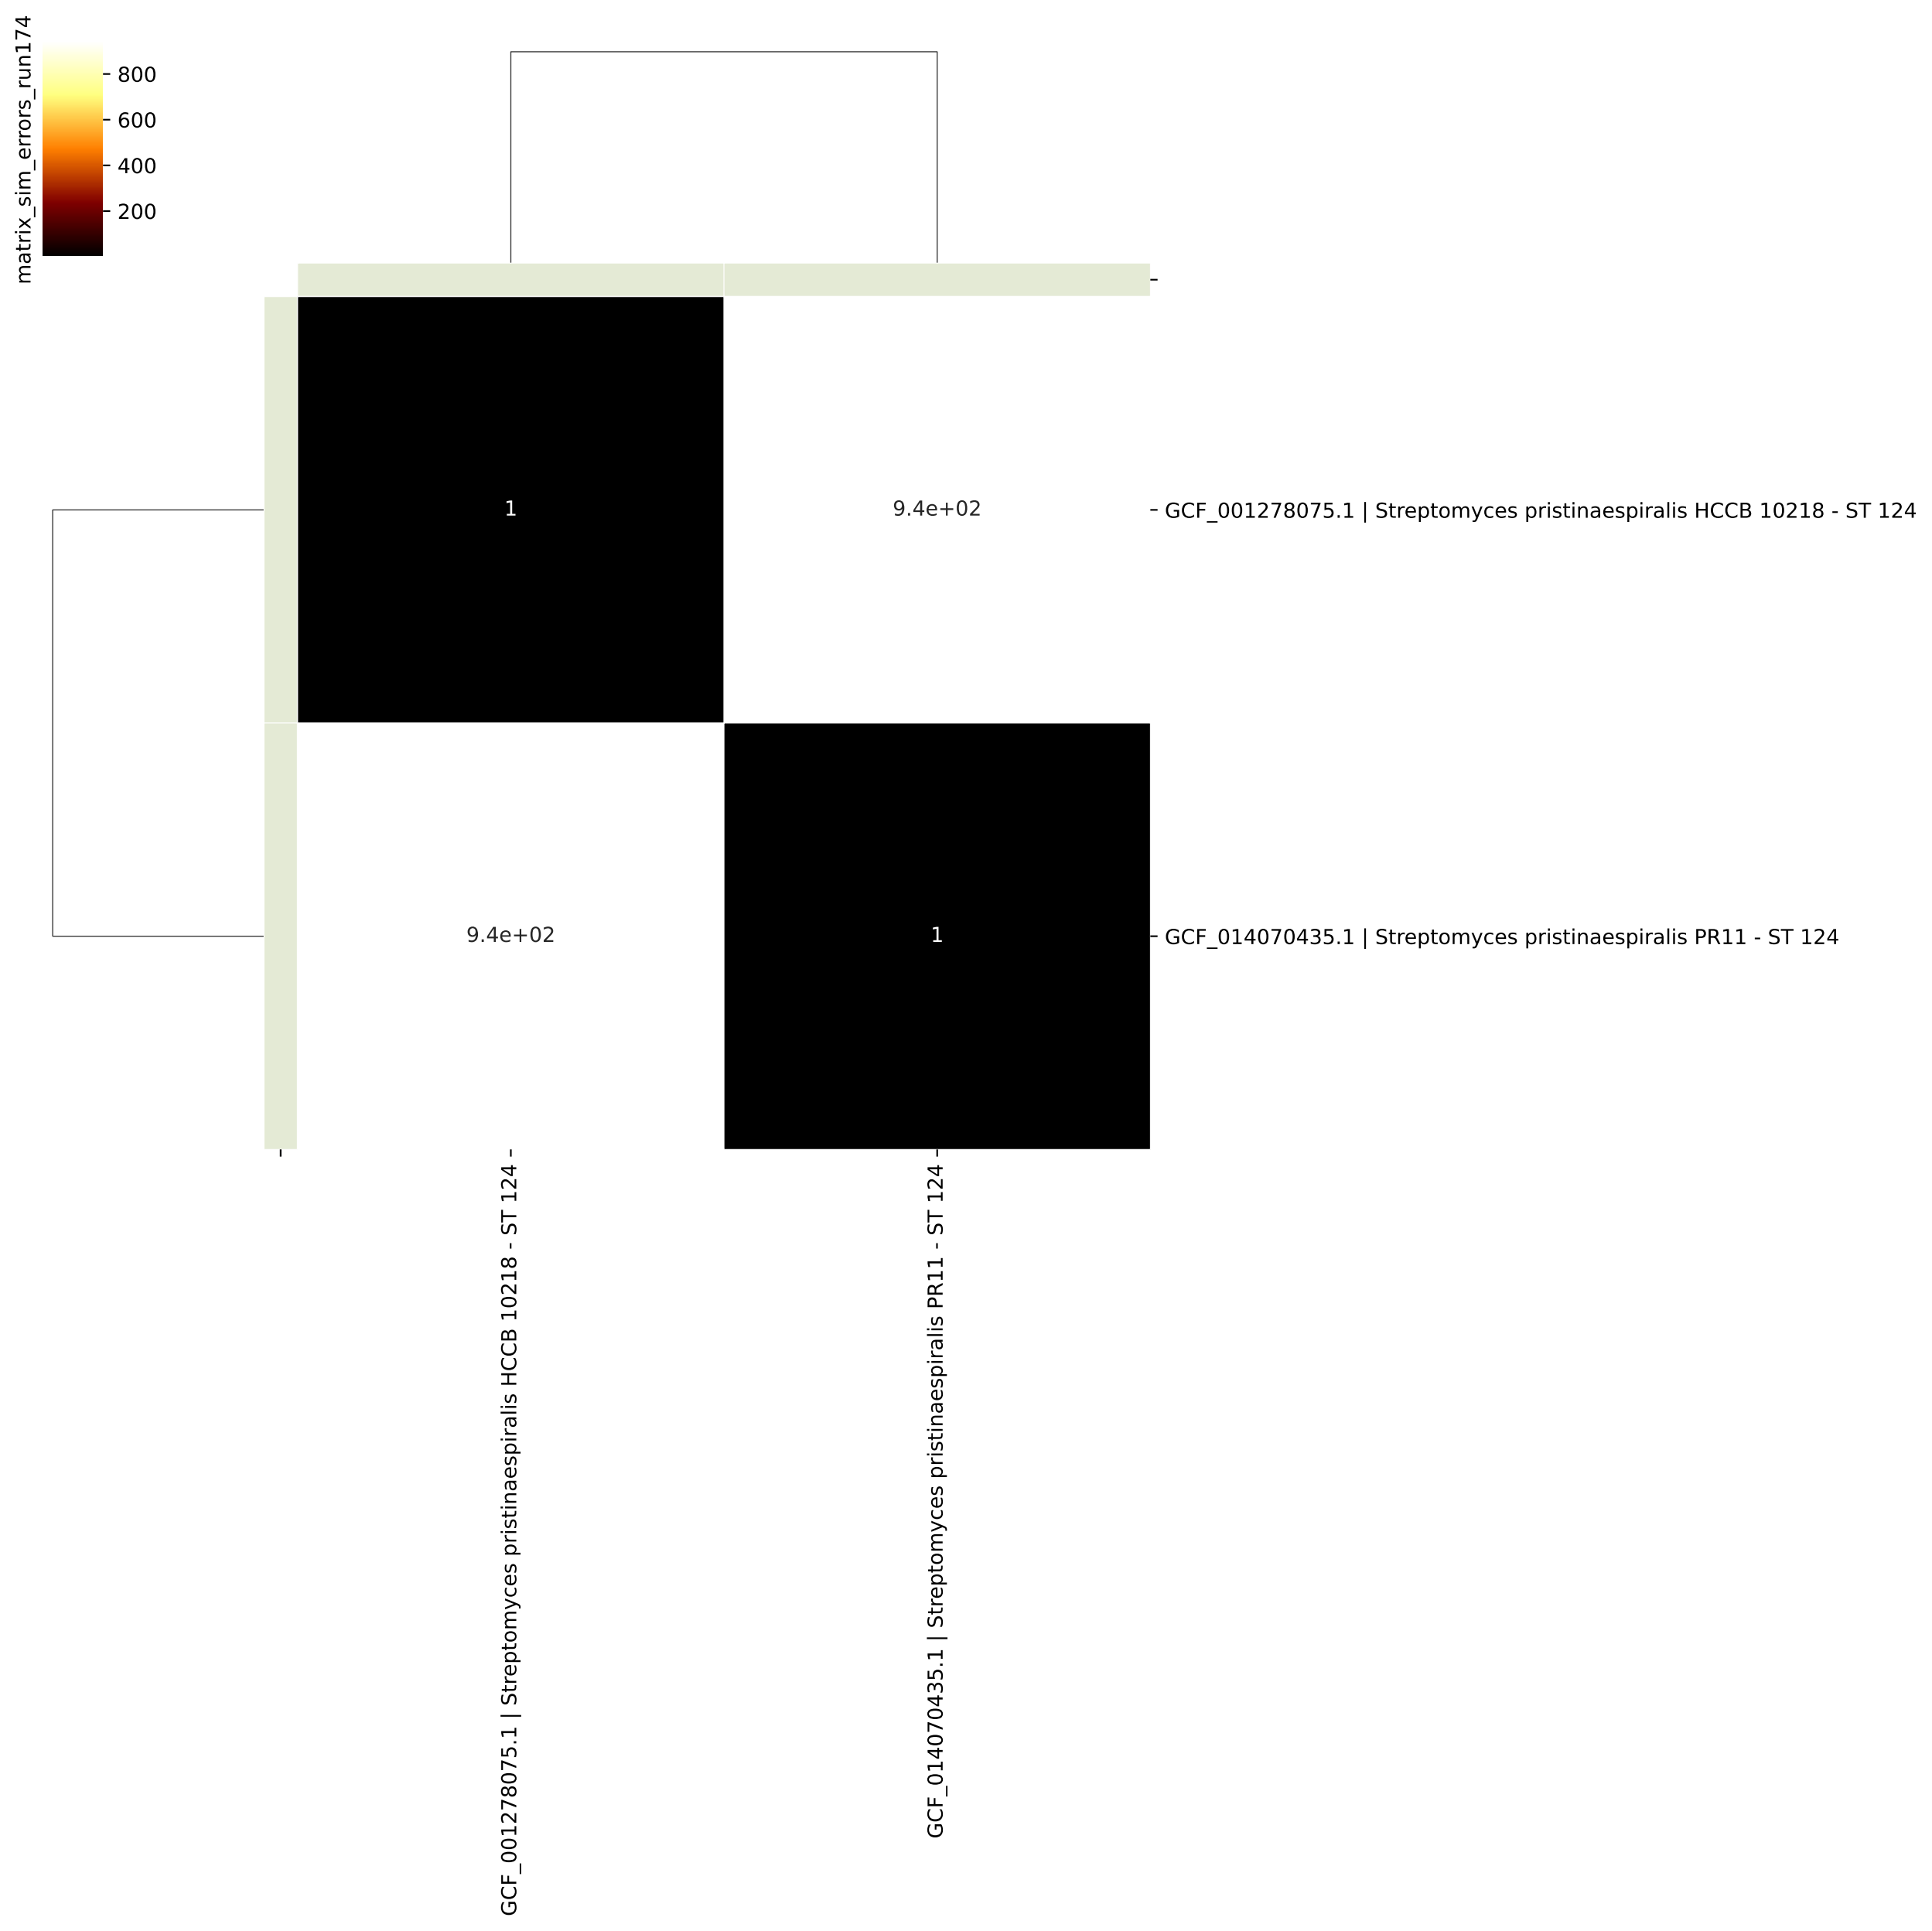 matrix_sim_errors_run174
800
600
400
200
1
9.4e+02
GCF_001278075.1 | Streptomyces pristinaespiralis HCCB 10218 - ST 124
9.4e+02
1
GCF_014070435.1 | Streptomyces pristinaespiralis PR11 - ST 124
GCF_001278075.1 | Streptomyces pristinaespiralis HCCB 10218 - ST 124
GCF_014070435.1 | Streptomyces pristinaespiralis PR11 - ST 124